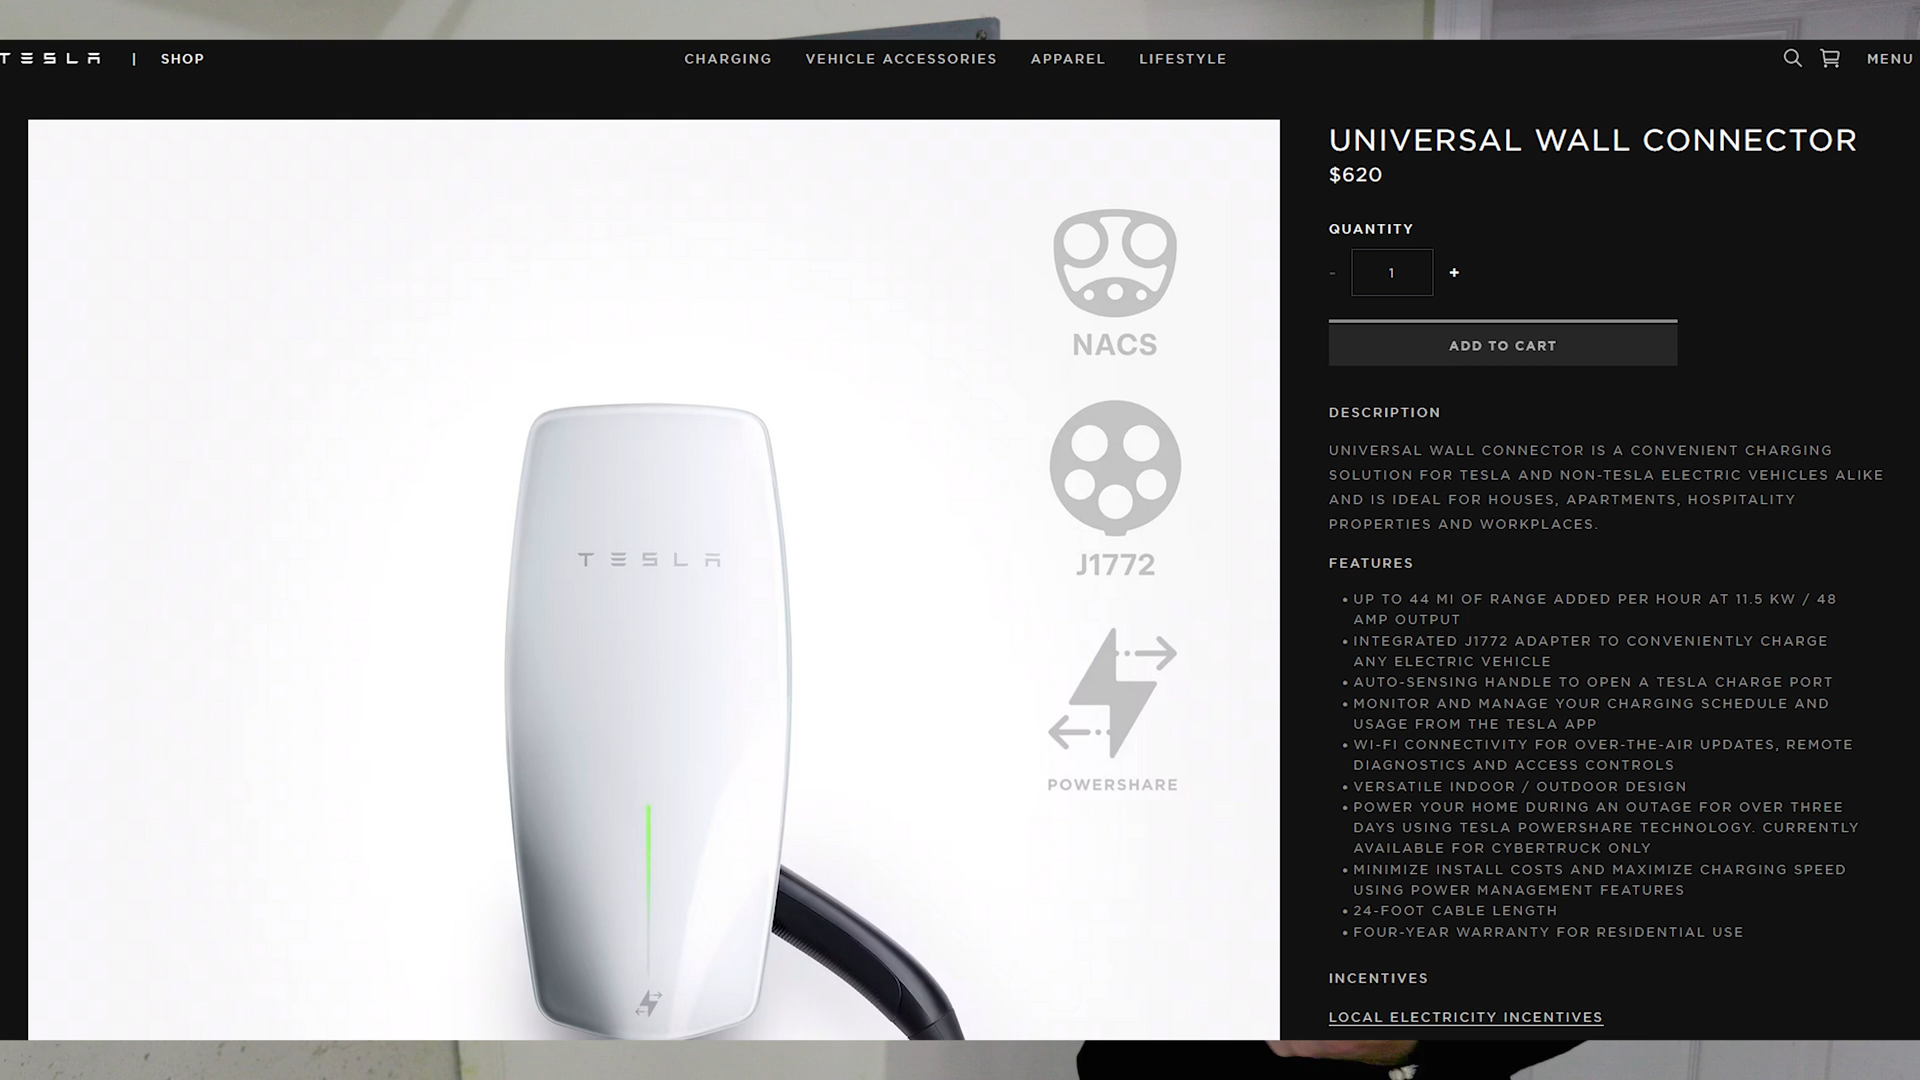 TESLA | SHOP
CHARGING VEHICLE ACCESSORIES APPAREL LIFESTYLE
MENU
NACS
J1772
POWERSHARE
TESLA
UNIVERSAL WALL CONNECTOR
$620
QUANTITY
- 1 +
ADD TO CART
DESCRIPTION
UNIVERSAL WALL CONNECTOR IS A CONVENIENT CHARGING
SOLUTION FOR TESLA AND NON-TESLA ELECTRIC VEHICLES ALIKE
AND IS IDEAL FOR HOUSES, APARTMENTS, HOSPITALITY
PROPERTIES AND WORKPLACES.
FEATURES
• UP TO 44 MI OF RANGE ADDED PER HOUR AT 11.5 KW / 48
AMP OUTPUT
• INTEGRATED J1772 ADAPTER TO CONVENIENTLY CHARGE
ANY ELECTRIC VEHICLE
• AUTO-SENSING HANDLE TO OPEN A TESLA CHARGE PORT
• MONITOR AND MANAGE YOUR CHARGING SCHEDULE AND
USAGE FROM THE TESLA APP
• WI-FI CONNECTIVITY FOR OVER-THE-AIR UPDATES, REMOTE
DIAGNOSTICS AND ACCESS CONTROLS
• VERSATILE INDOOR / OUTDOOR DESIGN
• POWER YOUR HOME DURING AN OUTAGE FOR OVER THREE
DAYS USING TESLA POWERSHARE TECHNOLOGY. CURRENTLY
AVAILABLE FOR CYBERTRUCK ONLY
• MINIMIZE INSTALL COSTS AND MAXIMIZE CHARGING SPEED
USING POWER MANAGEMENT FEATURES
• 24-FOOT CABLE LENGTH
• FOUR-YEAR WARRANTY FOR RESIDENTIAL USE
INCENTIVES
LOCAL ELECTRICITY INCENTIVES